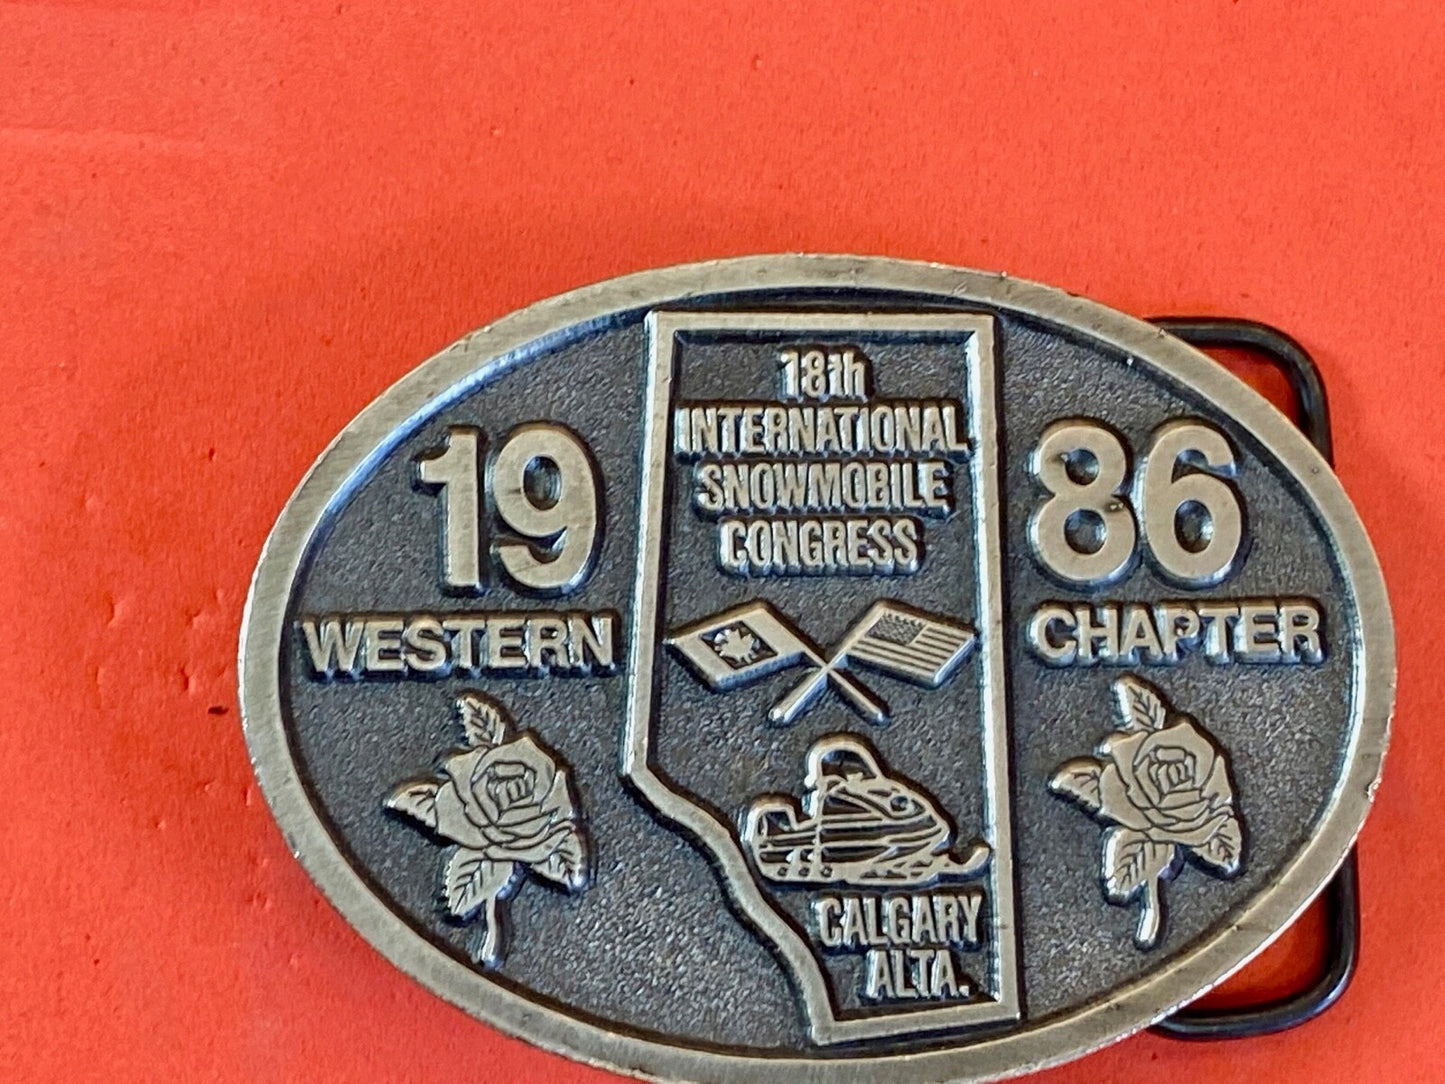 18th
INTERNATIONAL
SNOWMOBILE
CONGRESS
19 86
WESTERN CHAPTER
CALGARY
ALTA.